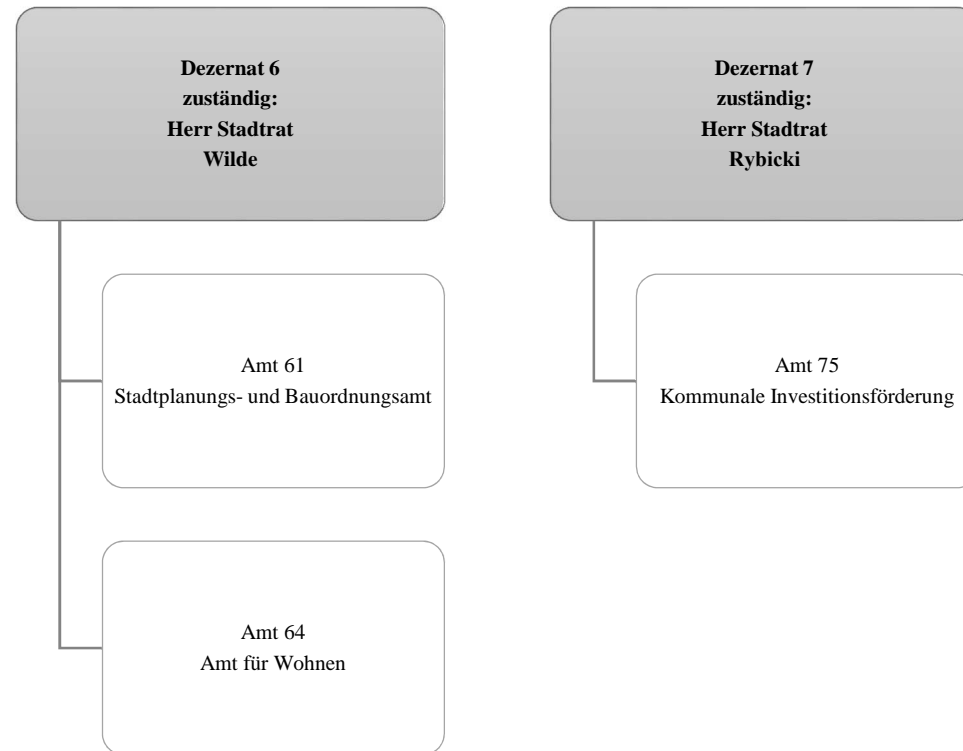 Dezernat 6
zuständig:
Herr Stadtrat
Wilde
Amt 61
Stadtplanungs- und Bauordnungsamt
Amt 64
Amt für Wohnen
Dezernat 7
zuständig:
Herr Stadtrat
Rybicki
Amt 75
Kommunale Investitionsförderung